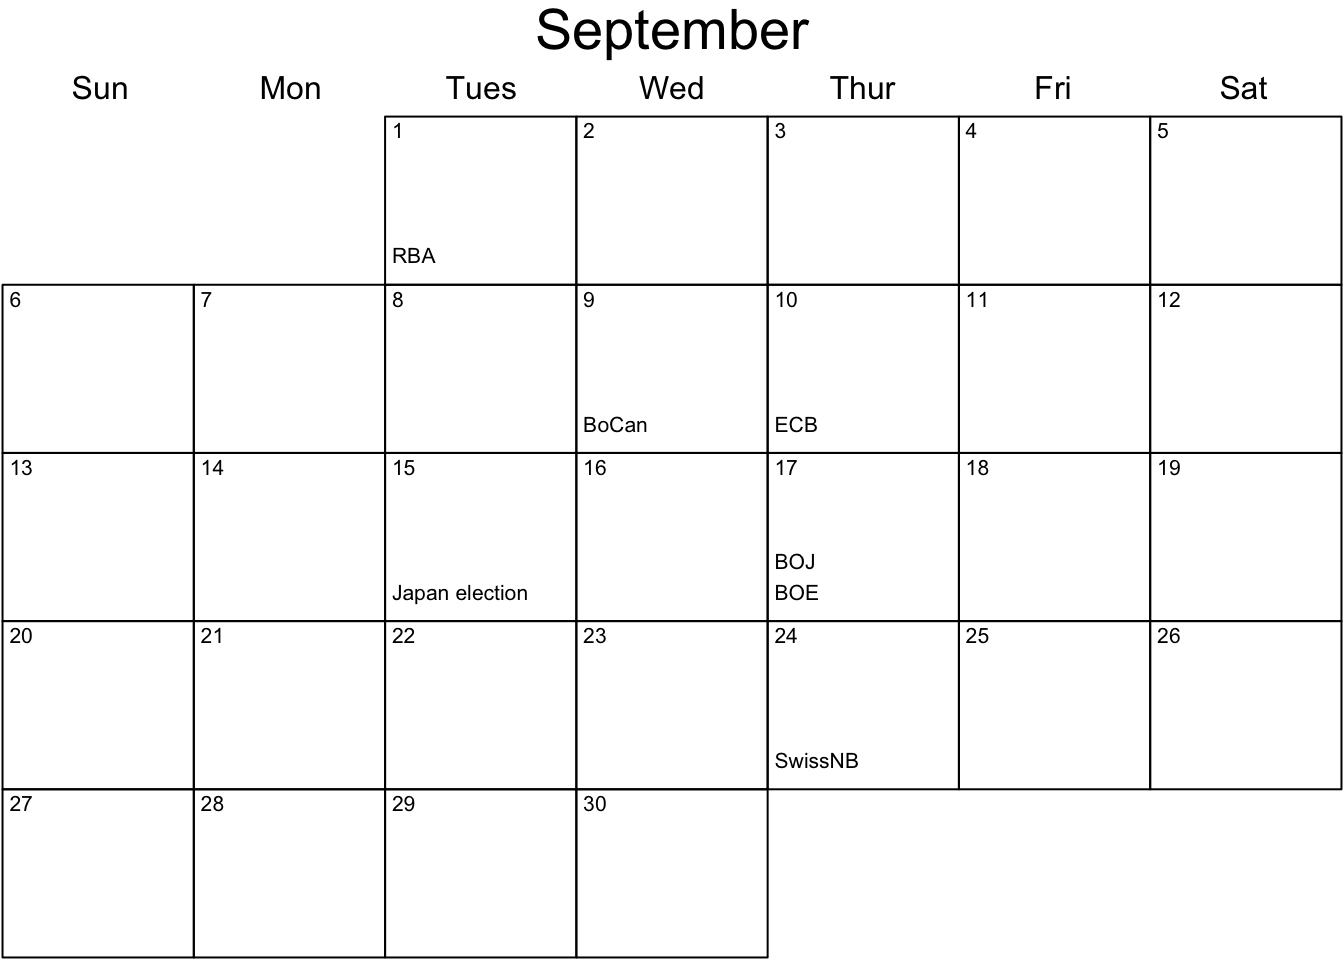 September
Sun Mon Tues Wed Thur Fri Sat
1 2 3 4 5
RBA
6 7 8 9 10 11 12
BoCan ECB
13 14 15 16 17 18 19
BOJ
Japan election BOE
20 21 22 23 24 25 26
SwissNB
27 28 29 30